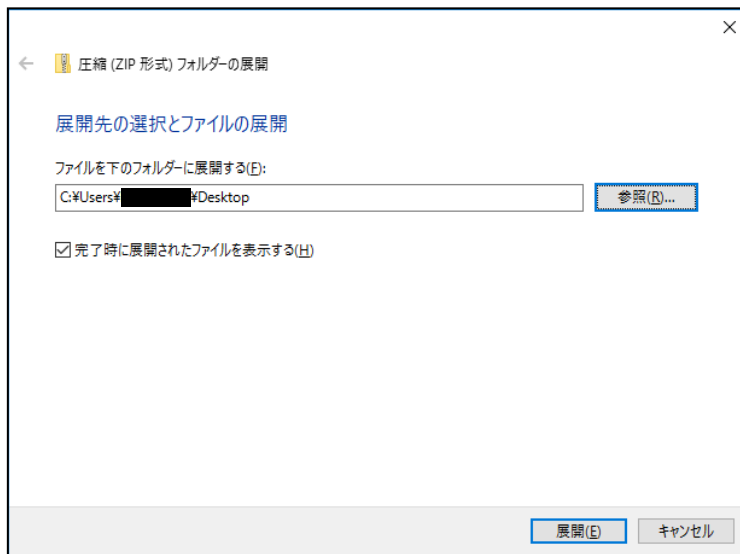 圧縮 (ZIP 形式) フォルダーの展開
展開先の選択とファイルの展開
ファイルを下のフォルダーに展開する(F):
C:¥Users¥ ¥Desktop
参照(R)...
完了時に展開されたファイルを表示する(H)
展開(E)
キャンセル